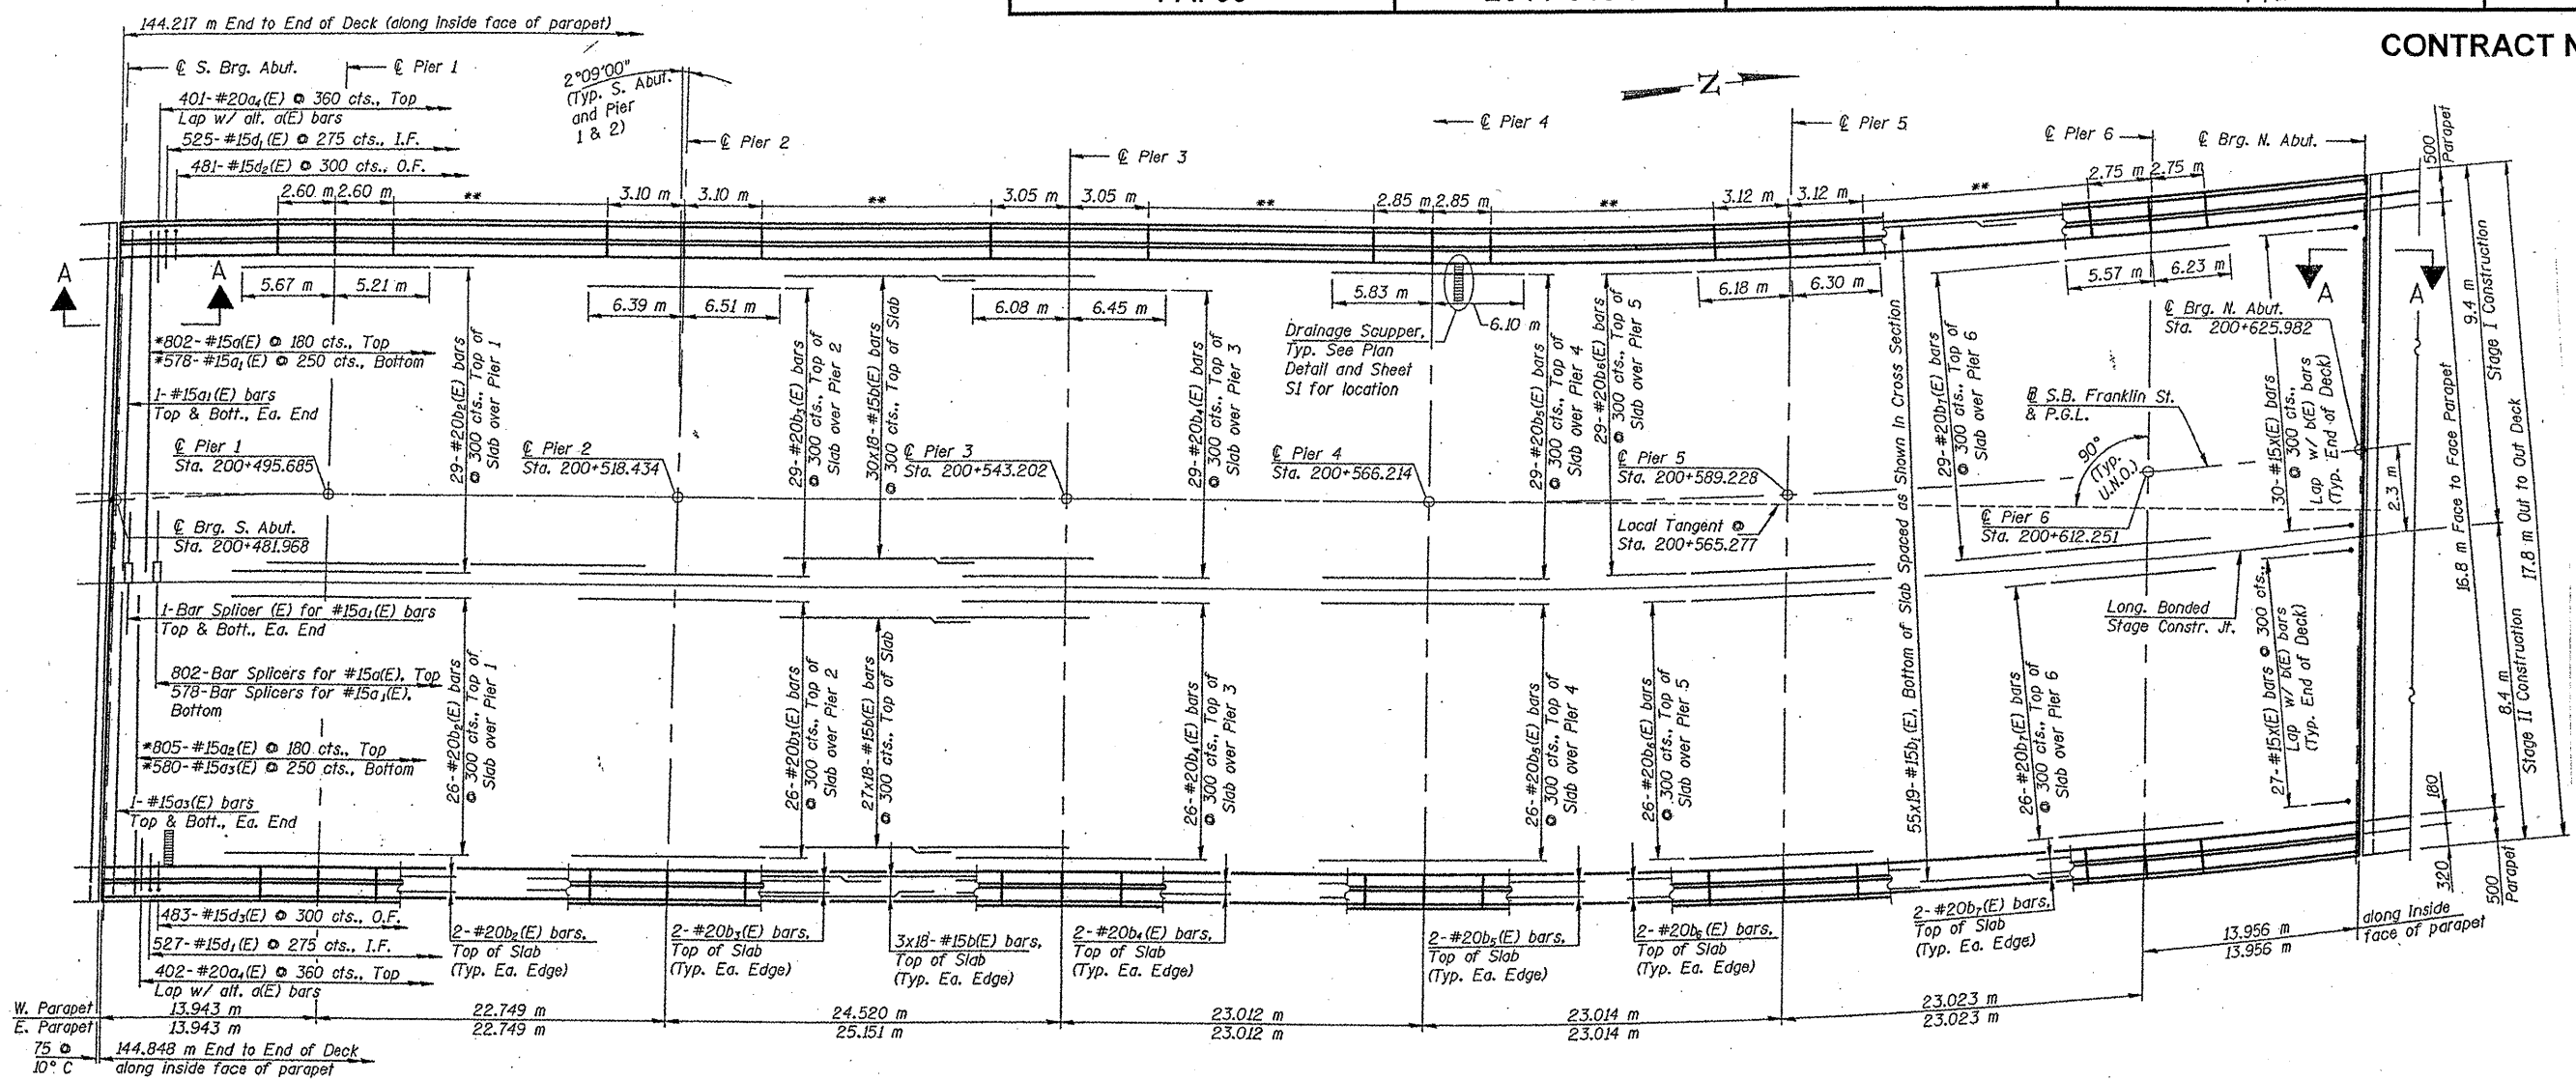 CONTRACT N
144.217 m End to End of Deck (along inside face of parapet)
℄ S. Brg. Abut.
℄ Pier 1
401-#20a₄(E) @ 360 cts., Top
Lap w/ alt. a(E) bars
525-#15d₁(E) @ 275 cts., I.F.
481-#15d₂(E) @ 300 cts., O.F.
2°09'00"
(Typ. S. Abut.
and Pier
1 & 2)
℄ Pier 2
℄ Pier 3
Z
℄ Pier 4
℄ Pier 5
℄ Pier 6
℄ Brg. N. Abut.
500
Parapet
2.60 m
2.60 m
**
3.10 m
3.10 m
**
3.05 m
3.05 m
**
2.85 m
2.85 m
**
3.12 m
3.12 m
**
2.75 m
2.75 m
A
A
5.67 m
5.21 m
6.39 m
6.51 m
6.08 m
6.45 m
5.83 m
6.10 m
6.18 m
6.30 m
5.57 m
6.23 m
A
A
*802-#15a(E) @ 180 cts., Top
*578-#15a₁(E) @ 250 cts., Bottom
1-#15a₁(E) bars
Top & Bott., Ea. End
29-#20b₂(E) bars
@ 300 cts., Top of
Slab over Pier 1
29-#20b₃(E) bars
@ 300 cts., Top of
Slab over Pier 2
30x18-#15b(E) bars
@ 300 cts., Top of Slab
29-#20b₄(E) bars
@ 300 cts., Top of
Slab over Pier 3
Drainage Scupper,
Typ. See Plan
Detail and Sheet
S1 for location
29-#20b₅(E) bars
@ 300 cts., Top of
Slab over Pier 4
29-#20b₆(E) bars
@ 300 cts., Top of
Slab over Pier 5
55x19-#15b₁(E), Bottom of Slab Spaced as Shown in Cross Section
29-#20b₇(E) bars
@ 300 cts., Top of
Slab over Pier 6
℄ Brg. N. Abut.
Sta. 200+625.982
S.B. Franklin St.
& P.G.L.
90°
(Typ.
U.N.O.)
30-#15x(E) bars
@ 300 cts.,
Lap w/ b(E) bars
(Typ. End of Deck)
2.3 m
16.8 m Face to Face Parapet
9.4 m
Stage I Construction
17.8 m Out to Out Deck
8.4 m
Stage II Construction
℄ Pier 1
Sta. 200+495.685
℄ Pier 2
Sta. 200+518.434
℄ Pier 3
Sta. 200+543.202
℄ Pier 4
Sta. 200+566.214
℄ Pier 5
Sta. 200+589.228
℄ Pier 6
Sta. 200+612.251
Local Tangent @
Sta. 200+565.277
℄ Brg. S. Abut.
Sta. 200+481.968
1-Bar Splicer (E) for #15a₁(E) bars
Top & Bott., Ea. End
802-Bar Splicers for #15a(E), Top
578-Bar Splicers for #15a₁(E),
Bottom
*805-#15a₂(E) @ 180 cts., Top
*580-#15a₃(E) @ 250 cts., Bottom
1-#15a₃(E) bars
Top & Bott., Ea. End
26-#20b₂(E) bars
@ 300 cts., Top of
Slab over Pier 1
26-#20b₃(E) bars
@ 300 cts., Top of
Slab over Pier 2
27x18-#15b(E) bars
@ 300 cts., Top of Slab
26-#20b₄(E) bars
@ 300 cts., Top of
Slab over Pier 3
26-#20b₅(E) bars
@ 300 cts., Top of
Slab over Pier 4
26-#20b₆(E) bars
@ 300 cts., Top of
Slab over Pier 5
26-#20b₇(E) bars
@ 300 cts., Top of
Slab over Pier 6
Long. Bonded
Stage Constr. Jt.
27-#15x(E) bars @ 300 cts.,
Lap w/ b(E) bars
(Typ. End of Deck)
180
320
500
Parapet
483-#15d₃(E) @ 300 cts., O.F.
527-#15d₁(E) @ 275 cts., I.F.
402-#20a₄(E) @ 360 cts., Top
Lap w/ alt. a(E) bars
2-#20b₂(E) bars,
Top of Slab
(Typ. Ea. Edge)
2-#20b₃(E) bars,
Top of Slab
(Typ. Ea. Edge)
3x18-#15b(E) bars,
Top of Slab
(Typ. Ea. Edge)
2-#20b₄(E) bars,
Top of Slab
(Typ. Ea. Edge)
2-#20b₅(E) bars,
Top of Slab
(Typ. Ea. Edge)
2-#20b₆(E) bars,
Top of Slab
(Typ. Ea. Edge)
2-#20b₇(E) bars,
Top of Slab
(Typ. Ea. Edge)
W. Parapet 13.943 m 22.749 m 24.520 m 23.012 m 23.014 m 23.023 m 13.956 m
E. Parapet 13.943 m 22.749 m 25.151 m 23.012 m 23.014 m 23.023 m 13.956 m
along inside
face of parapet
75 @
10° C
144.848 m End to End of Deck
along inside face of parapet